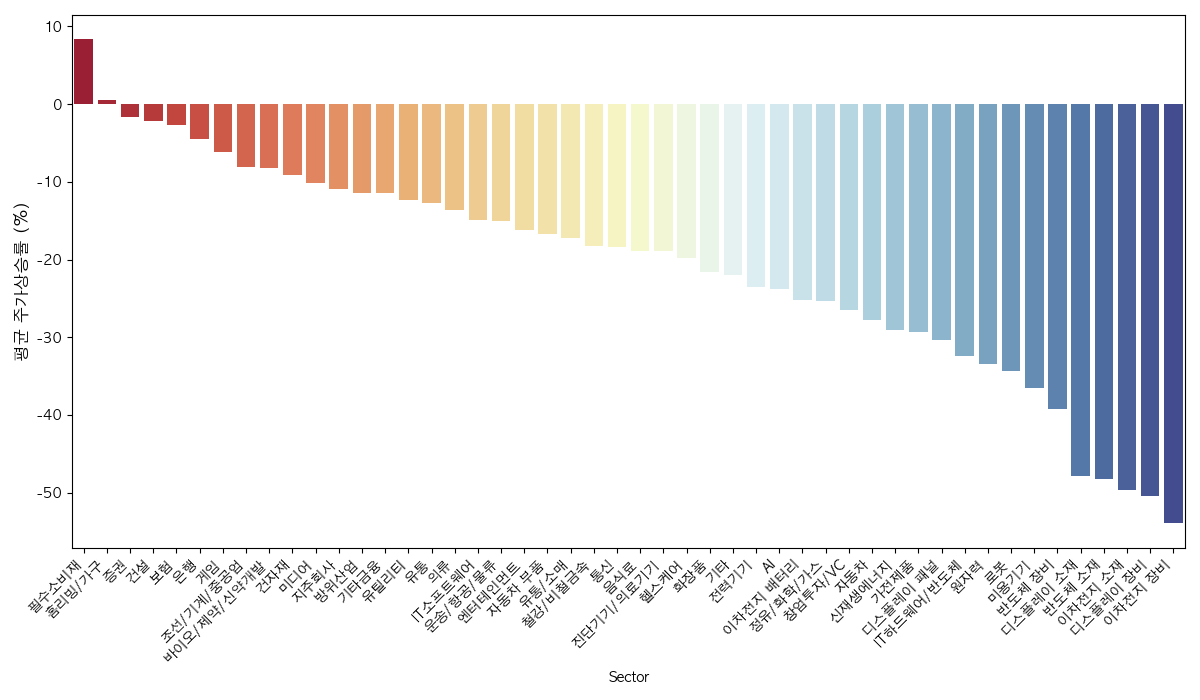 10
0
-10
-20
-30
-40
-50
평균 주가상승률 (%)
필수소비재
홈리빙/가구
증권
건설
보험
은행
게임
조선/기계/중공업
바이오/제약/신약개발
건자재
미디어
지주회사
방위산업
기타금융
유틸리티
유통
의류
IT소프트웨어
운송/항공/물류
엔터테인먼트
자동차 부품
유통/소매
철강/비철금속
통신
음식료
진단기기/의료기기
헬스케어
화장품
기타
전력기기
AI
이차전지 배터리
정유/화학/가스
창업투자/VC
자동차
신재생에너지
가전제품
디스플레이 패널
IT하드웨어/반도체
원자력
로봇
미용기기
반도체 장비
디스플레이 소재
반도체 소재
이차전지 소재
디스플레이 장비
이차전지 장비
Sector